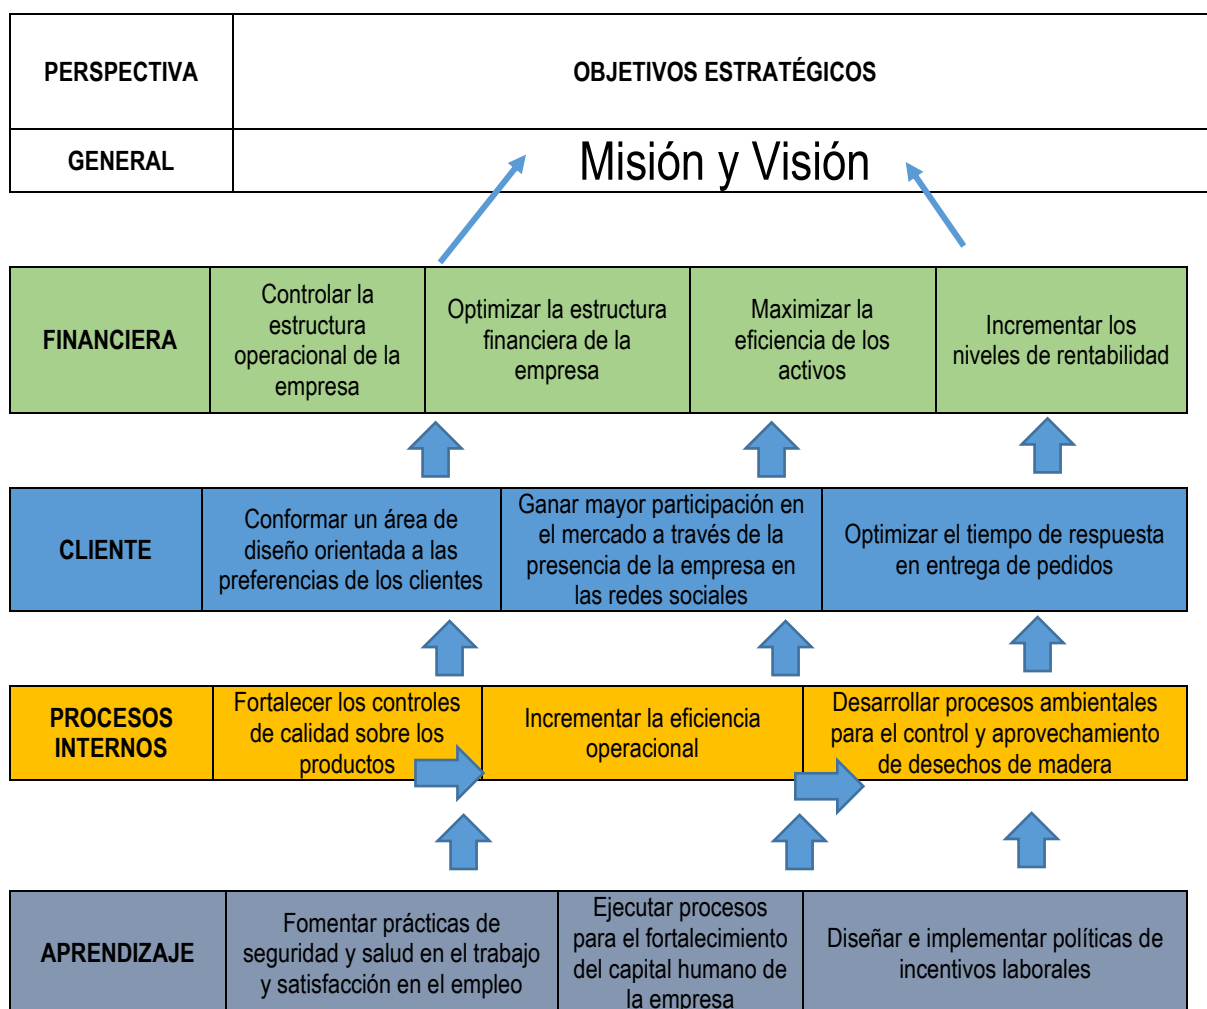 PERSPECTIVA
OBJETIVOS ESTRATÉGICOS
GENERAL
Misión y Visión
FINANCIERA
Controlar la
estructura
operacional de la
empresa
Optimizar la estructura
financiera de la
empresa
Maximizar la
eficiencia de los
activos
Incrementar los
niveles de rentabilidad
CLIENTE
Conformar un área de
diseño orientada a las
preferencias de los clientes
Ganar mayor participación en
el mercado a través de la
presencia de la empresa en
las redes sociales
Optimizar el tiempo de respuesta
en entrega de pedidos
PROCESOS
INTERNOS
Fortalecer los controles
de calidad sobre los
productos
Incrementar la eficiencia
operacional
Desarrollar procesos ambientales
para el control y aprovechamiento
de desechos de madera
APRENDIZAJE
Fomentar prácticas de
seguridad y salud en el trabajo
y satisfacción en el empleo
Ejecutar procesos
para el fortalecimiento
del capital humano de
la empresa
Diseñar e implementar políticas de
incentivos laborales